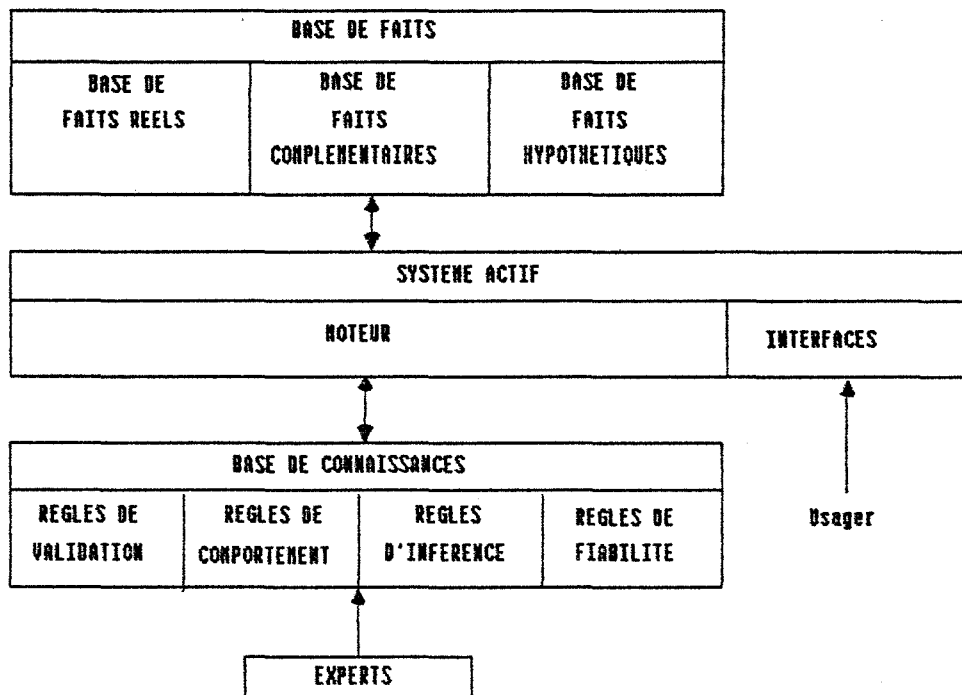 BASE DE FAITS
BASE DE
FAITS REELS
BASE DE
FAITS
COMPLEMENTAIRES
BASE DE
FAITS
HYPOTHETIQUES
SYSTEME ACTIF
MOTEUR
INTERFACES
BASE DE CONNAISSANCES
REGLES DE
VALIDATION
REGLES DE
COMPORTEMENT
REGLES
D'INFERENCE
REGLES DE
FIABILITE
Usager
EXPERTS